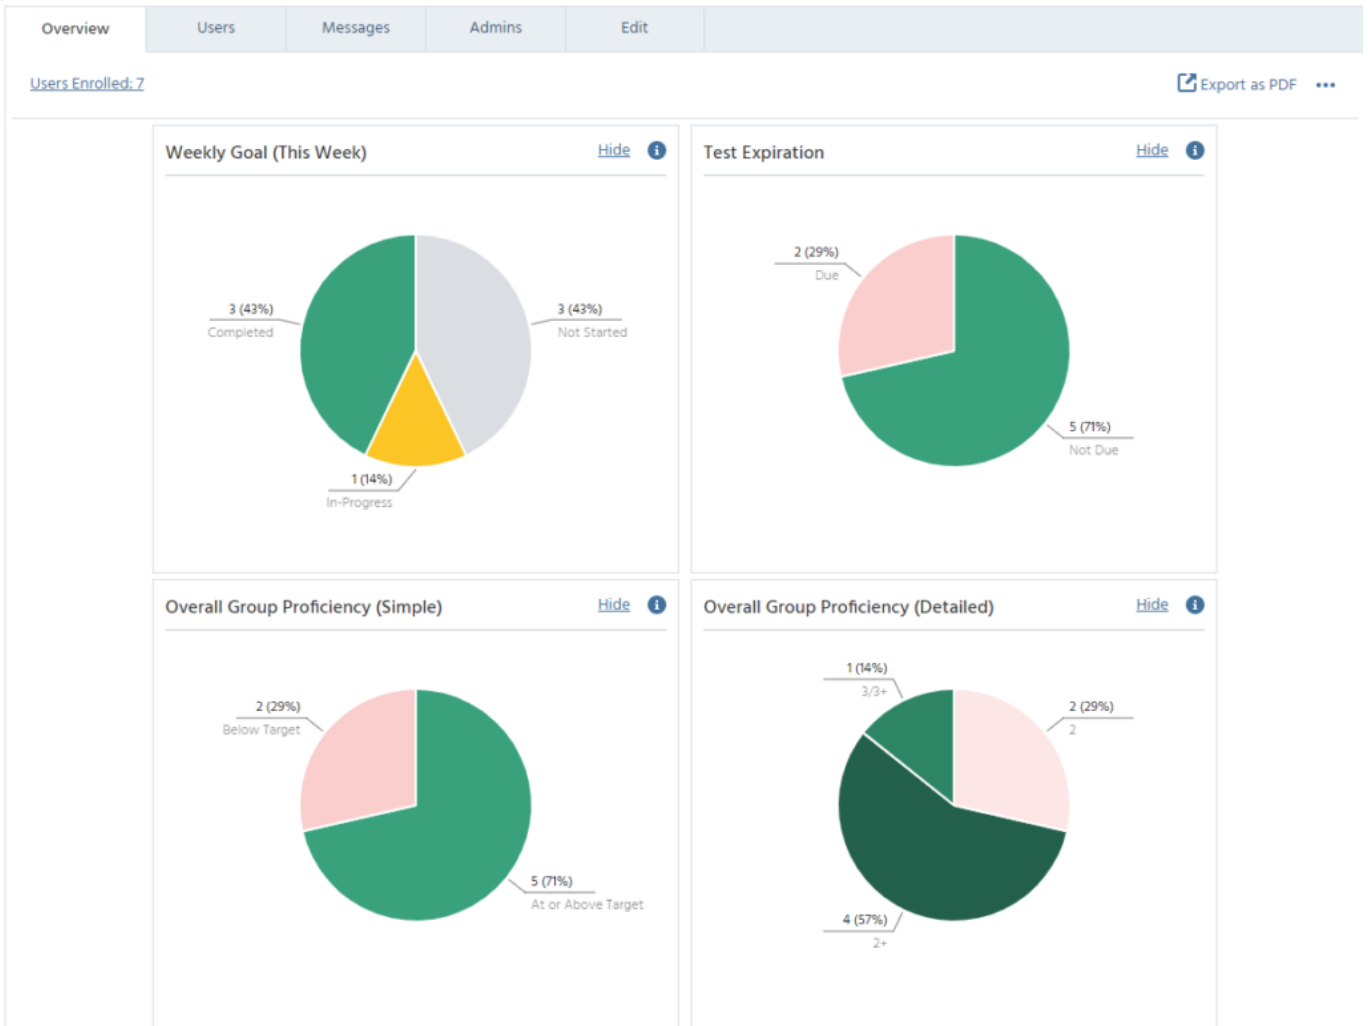 Overview
Users
Messages
Admins
Edit
Users Enrolled: 7
Export as PDF
Weekly Goal (This Week)
Hide
3 (43%)
Completed
3 (43%)
Not Started
1 (14%)
In-Progress
Test Expiration
Hide
2 (29%)
Due
5 (71%)
Not Due
Overall Group Proficiency (Simple)
Hide
2 (29%)
Below Target
5 (71%)
At or Above Target
Overall Group Proficiency (Detailed)
Hide
1 (14%)
3/3+
2 (29%)
2
4 (57%)
2+